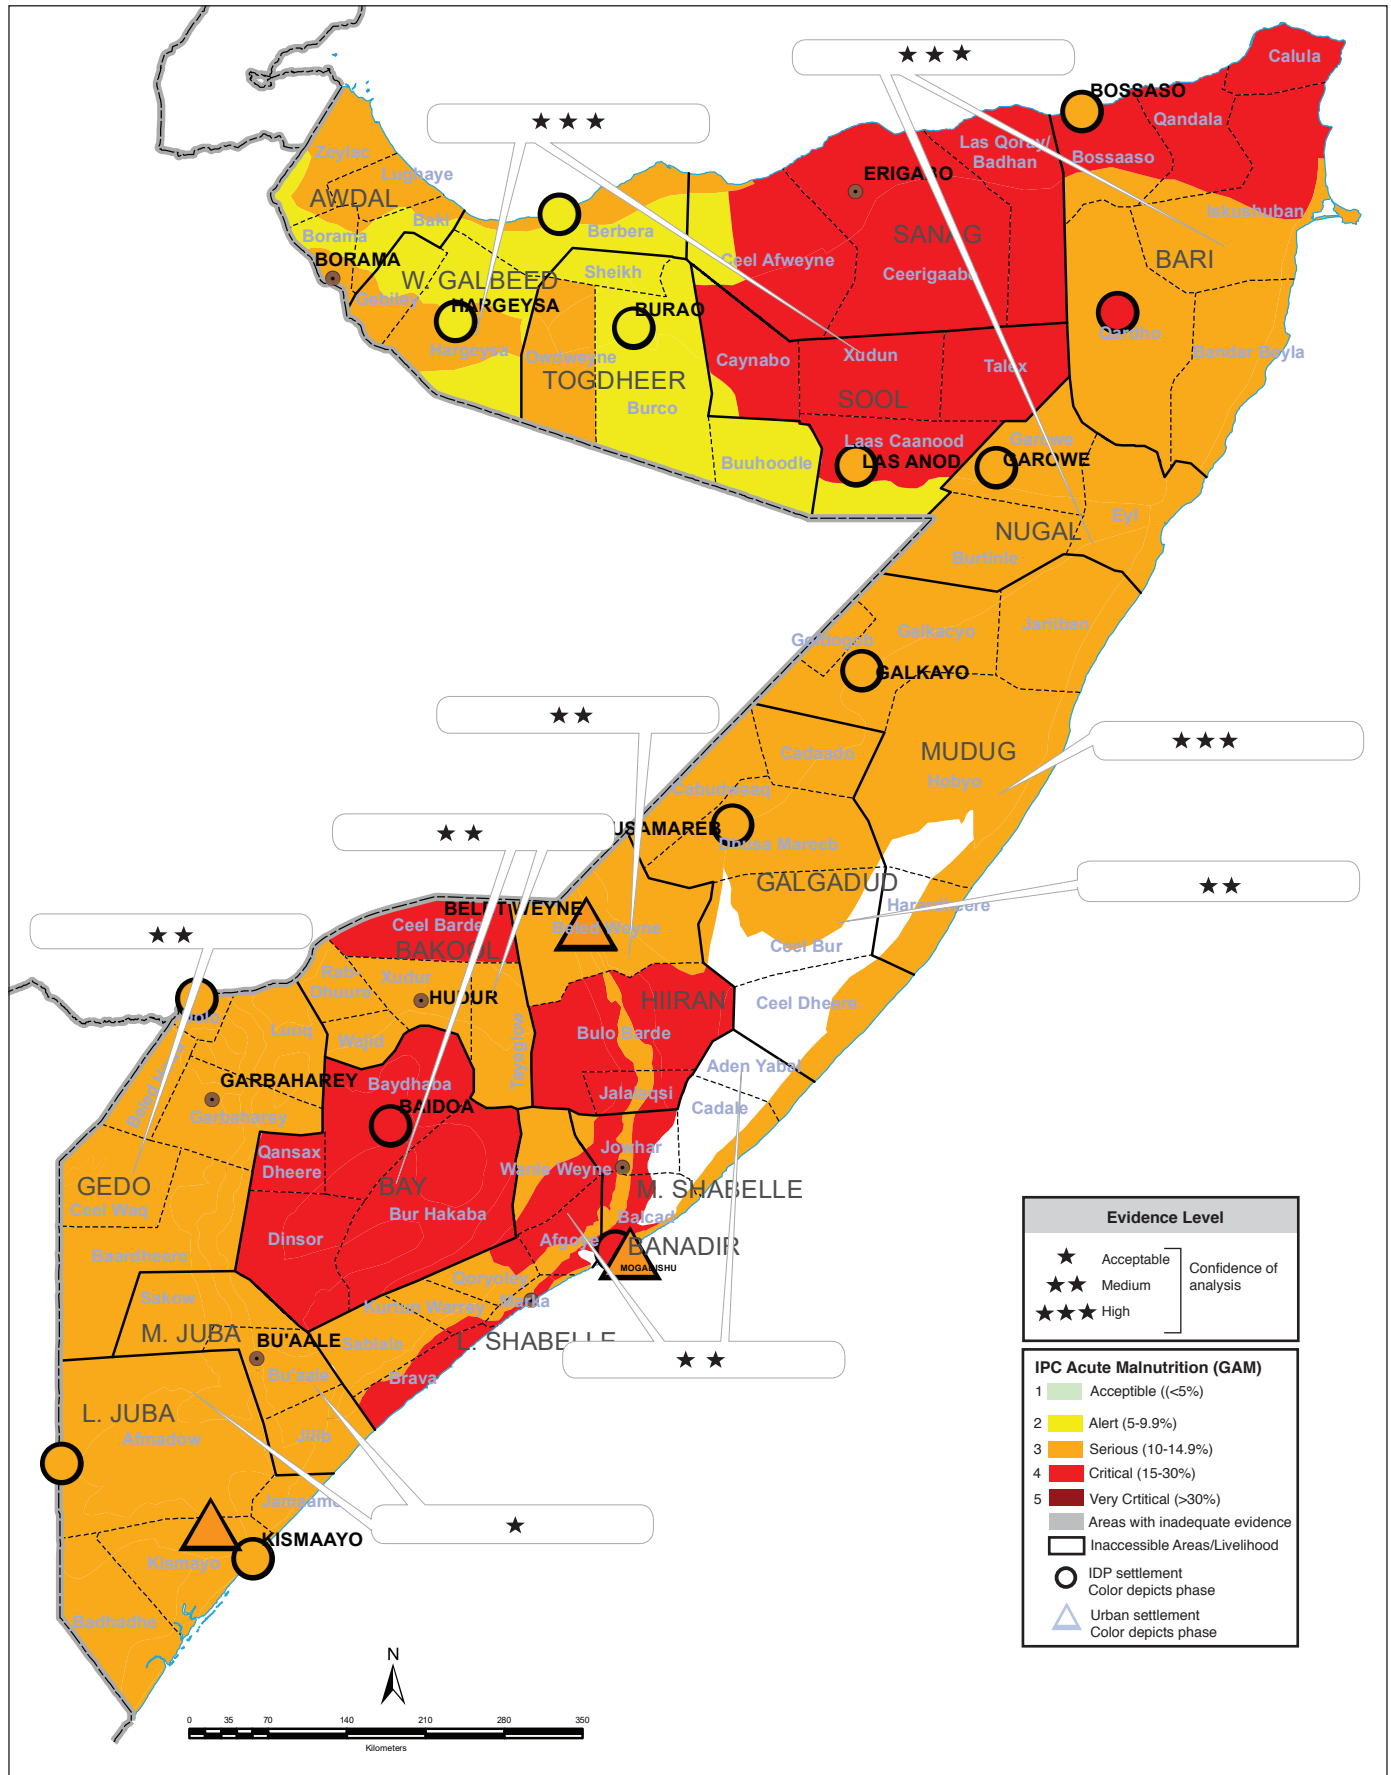 ★ ★ ★
Calula
BOSSASO
Qandala
★ ★ ★
Las Qoray/
Badhan
Bossaaso
Zeylac
Lughaye
ERIGABO
AWDAL
Iskushuban
Baki
Borama
Berbera
SANAG
BORAMA
Ceel Afweyne
BARI
W. GALBEED
Sheikh
Ceerigaabo
Gebiley
HARGEYSA
BURAO
Qardho
Hargeysa
Owdweyne
Caynabo
Xudun
Talex
Bandar Beyla
TOGDHEER
SOOL
Burco
Laas Caanood
Garowe
Buuhoodle
LAS ANOD
GAROWE
Eyl
NUGAL
Burtinle
Jariiban
Goldogob
Galkacyo
GALKAYO
★ ★
MUDUG
★ ★ ★
Cadaado
Hobyo
Cabudwaaq
★ ★
USAMAREB
Dhusa Mareeb
GALGADUD
★ ★
Harardheere
BELET WEYNE
Ceel Barde
Beled Weyne
★ ★
BAKOOL
Ceel Bur
Rab
Dhuure
Xudur
HUDUR
HIIRAN
Ceel Dheere
Luuq
Wajid
Tayeglow
Bulo Barde
Aden Yabal
GARBAHAREY
Baydhaba
Jalalaqsi
Garbaharey
BAIDOA
Cadale
Qansax
Dheere
Jowhar
Wanle Weyne
GEDO
BAY
M. SHABELLE
Ceel Waq
Bur Hakaba
Balcad
Dinsor
Afgoye
BANADIR
Baardheere
MOGADISHU
Qoryoley
Sakow
Kurtun Warrey
Marka
M. JUBA
BU'AALE
Sablale
L. SHABELLE
★ ★
Bu'aale
Brava
L. JUBA
Afmadow
Jilib
Jamaame
★
KISMAAYO
Kismayo
Badhadhe
Evidence Level
★ Acceptable
★★ Medium
★★★ High
Confidence of
analysis
IPC Acute Malnutrition (GAM)
1 Acceptible ((<5%)
2 Alert (5-9.9%)
3 Serious (10-14.9%)
4 Critical (15-30%)
5 Very Crtitical (>30%)
Areas with inadequate evidence
Inaccessible Areas/Livelihood
IDP settlement
Color depicts phase
Urban settlement
Color depicts phase
N
0 35 70 140 210 280 350
Kilometers